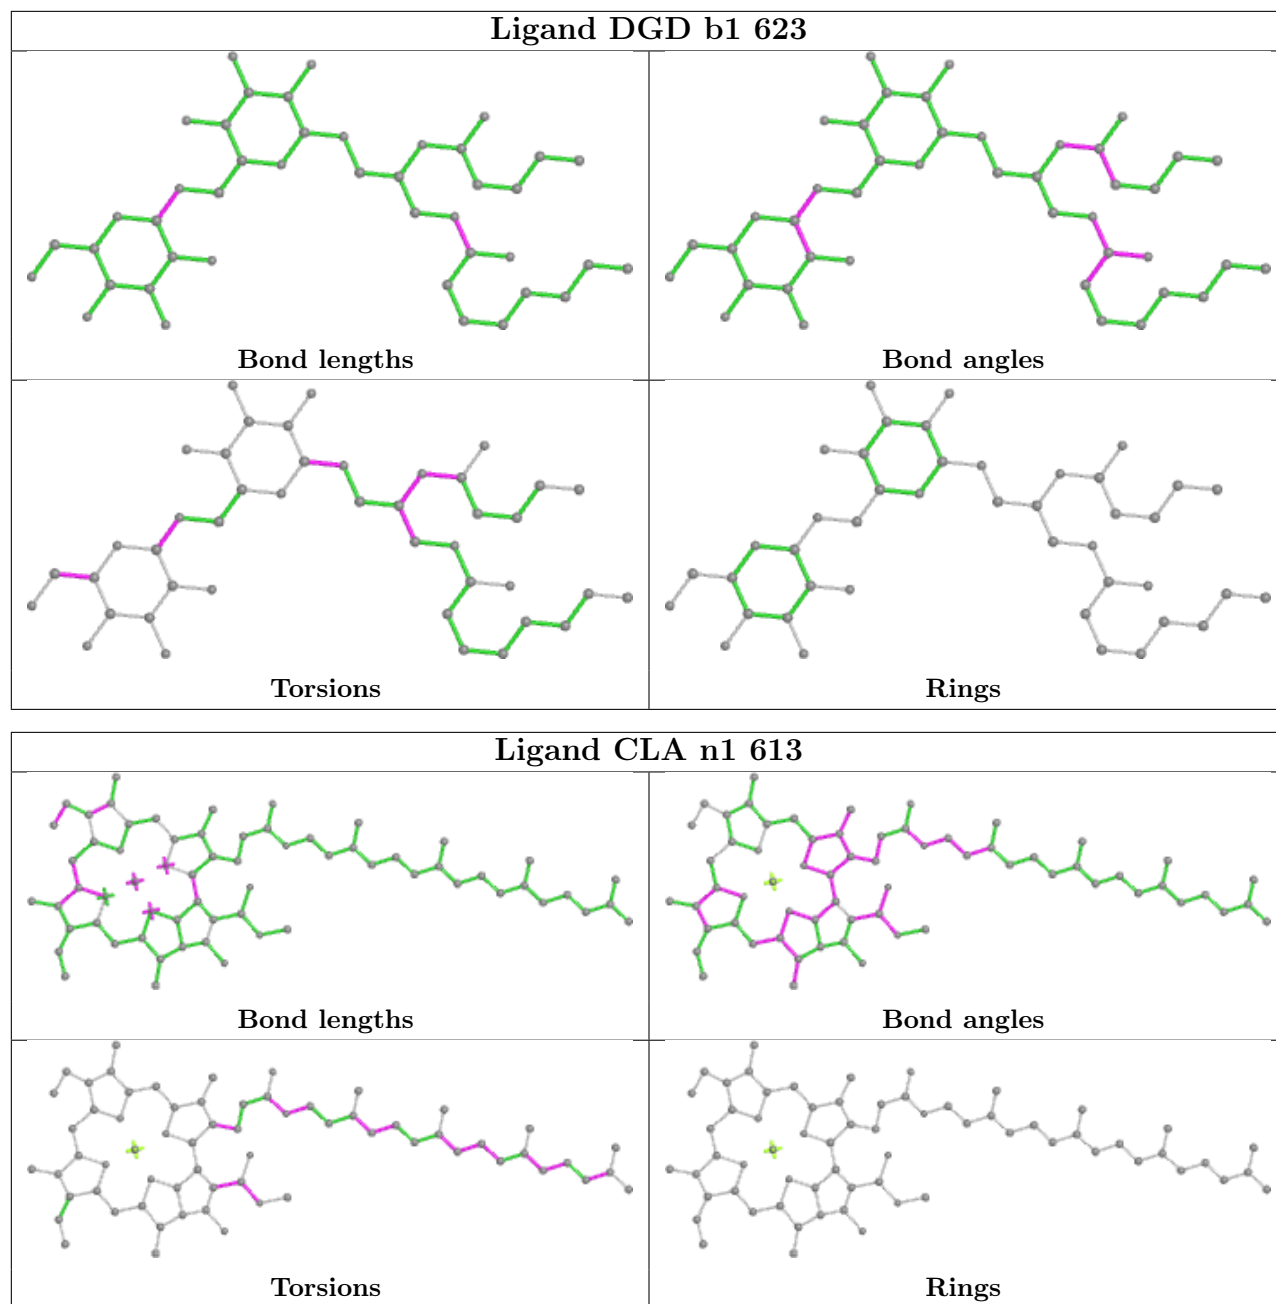 Ligand DGD b1 623
Bond lengths
Bond angles
Torsions
Rings
Ligand CLA n1 613
Bond lengths
Bond angles
Torsions
Rings